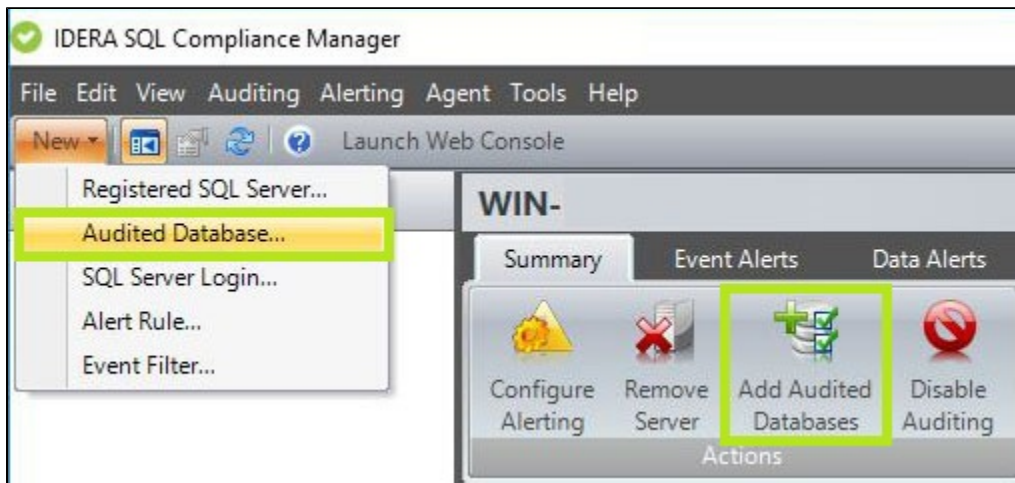 IDERA SQL Compliance Manager
File Edit View Auditing Alerting Agent Tools Help
New Launch Web Console
Registered SQL Server...
Audited Database...
SQL Server Login...
Alert Rule...
Event Filter...
WIN-
Summary Event Alerts Data Alerts
Configure Alerting
Remove Server
Add Audited Databases
Disable Auditing
Actions